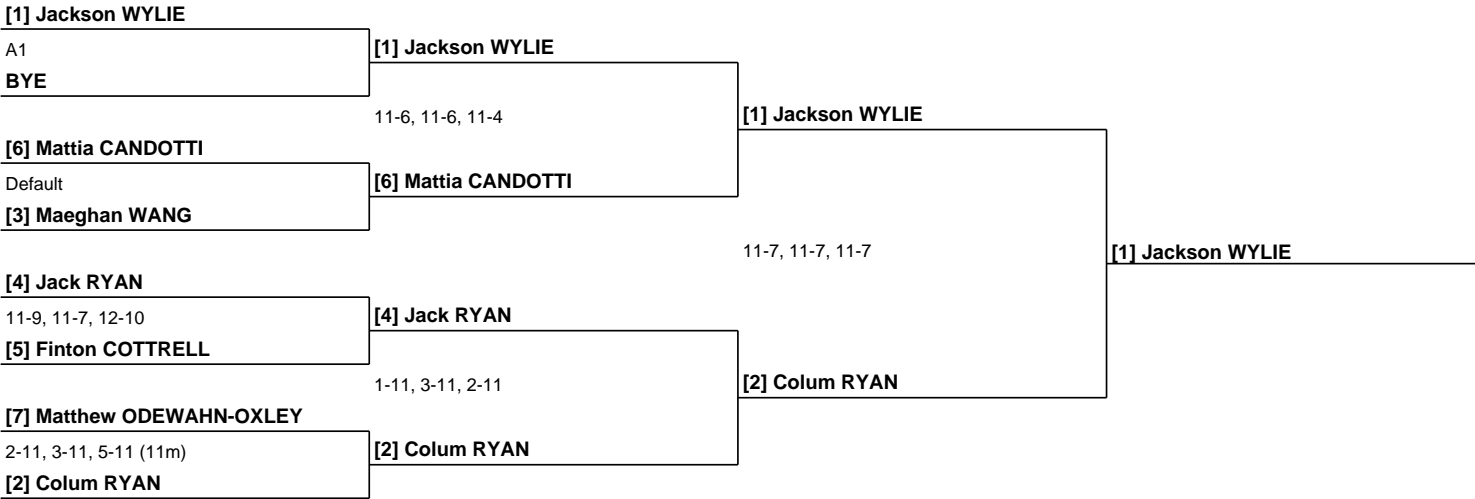 [1] Jackson WYLIE
A1
BYE
[6] Mattia CANDOTTI
Default
[3] Maeghan WANG
[4] Jack RYAN
11-9, 11-7, 12-10
[5] Finton COTTRELL
[7] Matthew ODEWAHN-OXLEY
2-11, 3-11, 5-11 (11m)
[2] Colum RYAN
[1] Jackson WYLIE
11-6, 11-6, 11-4
[6] Mattia CANDOTTI
[4] Jack RYAN
1-11, 3-11, 2-11
[2] Colum RYAN
[1] Jackson WYLIE
11-7, 11-7, 11-7
[2] Colum RYAN
[1] Jackson WYLIE